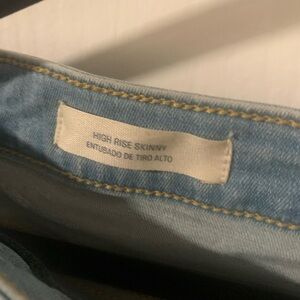 HIGH RISE SKINNY
ENTUBADO DE TIRO ALTO